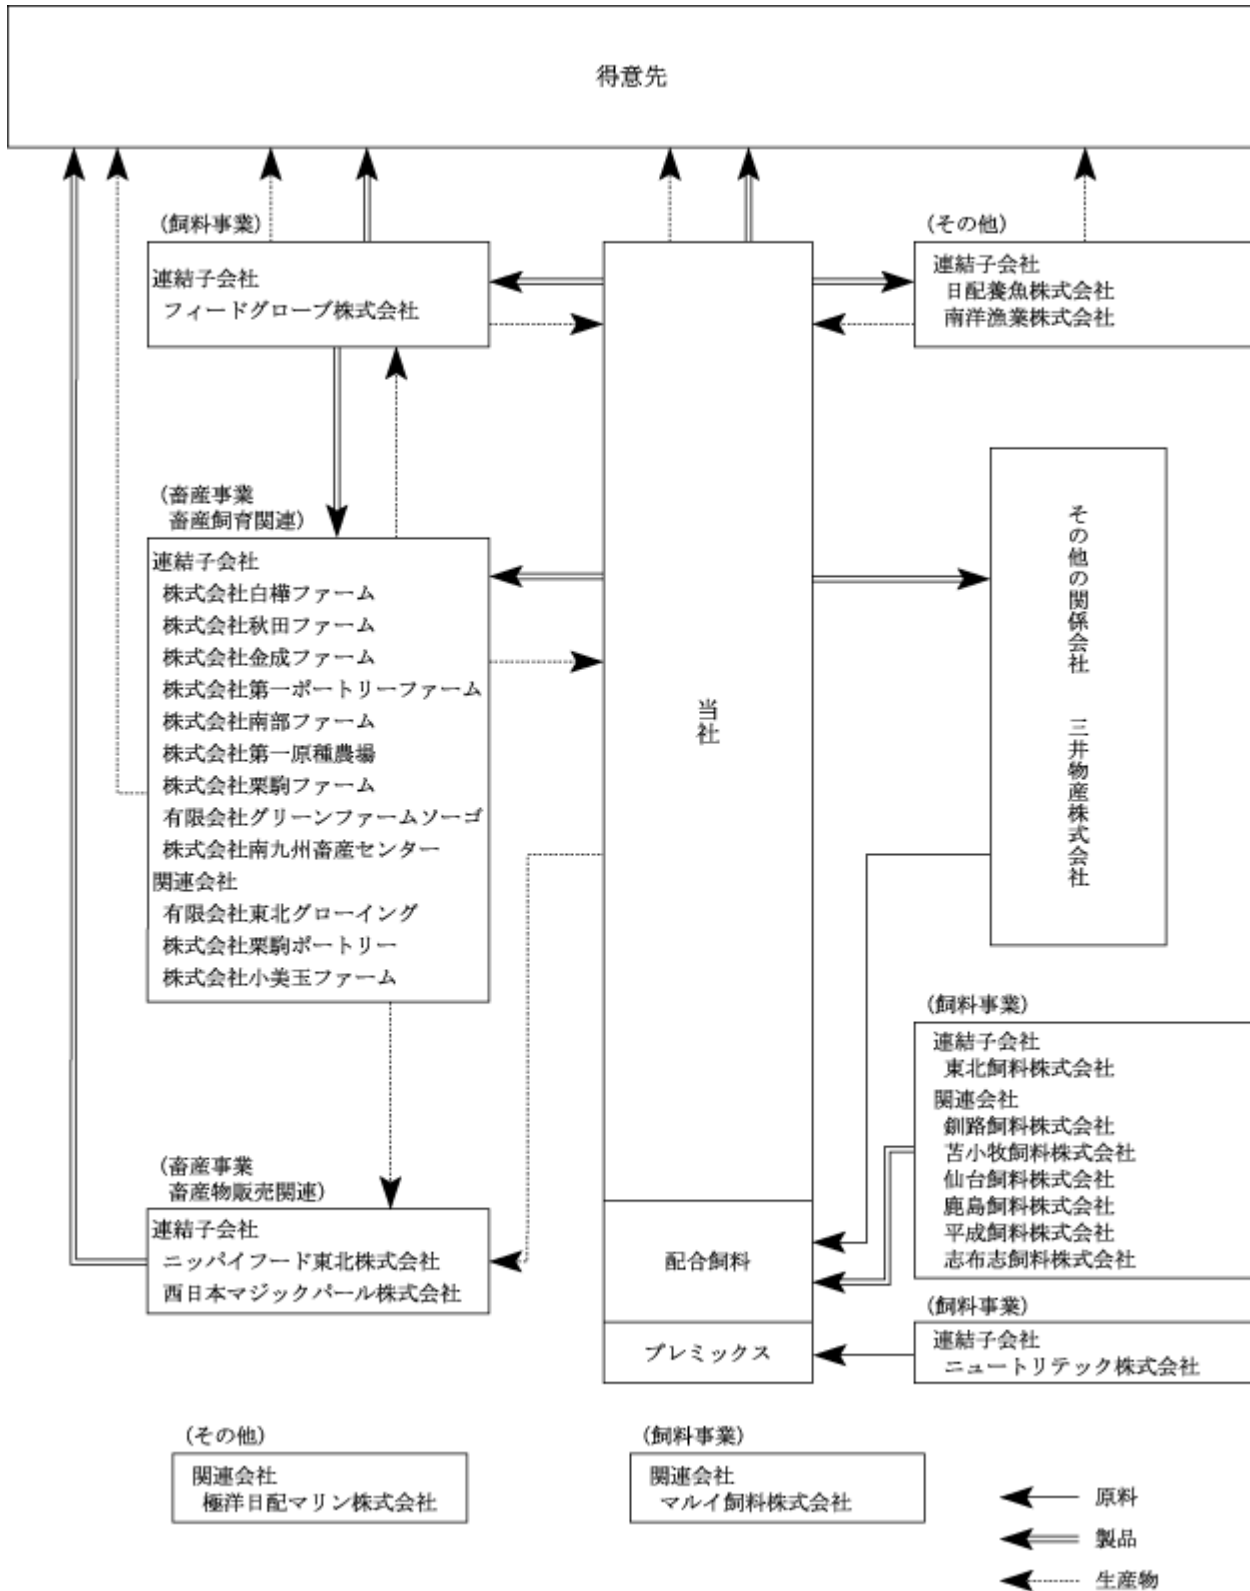 得意先
(飼料事業)
連結子会社
フィードグローブ株式会社
(その他)
連結子会社
日配養魚株式会社
南洋漁業株式会社
(畜産事業
畜産飼育関連)
連結子会社
株式会社白樺ファーム
株式会社秋田ファーム
株式会社金成ファーム
株式会社第一ポートリーファーム
株式会社南部ファーム
株式会社第一原種農場
株式会社栗駒ファーム
有限会社グリーンファームソーゴ
株式会社南九州畜産センター
関連会社
有限会社東北グローイング
株式会社栗駒ポートリー
株式会社小美玉ファーム
当社
その他の関係会社 三井物産株式会社
(飼料事業)
連結子会社
東北飼料株式会社
関連会社
釧路飼料株式会社
苫小牧飼料株式会社
仙台飼料株式会社
鹿島飼料株式会社
平成飼料株式会社
志布志飼料株式会社
(畜産事業
畜産物販売関連)
連結子会社
ニッパイフード東北株式会社
西日本マジックパール株式会社
配合飼料
プレミックス
(飼料事業)
連結子会社
ニュートリテック株式会社
(その他)
関連会社
極洋日配マリン株式会社
(飼料事業)
関連会社
マルイ飼料株式会社
原料
製品
生産物